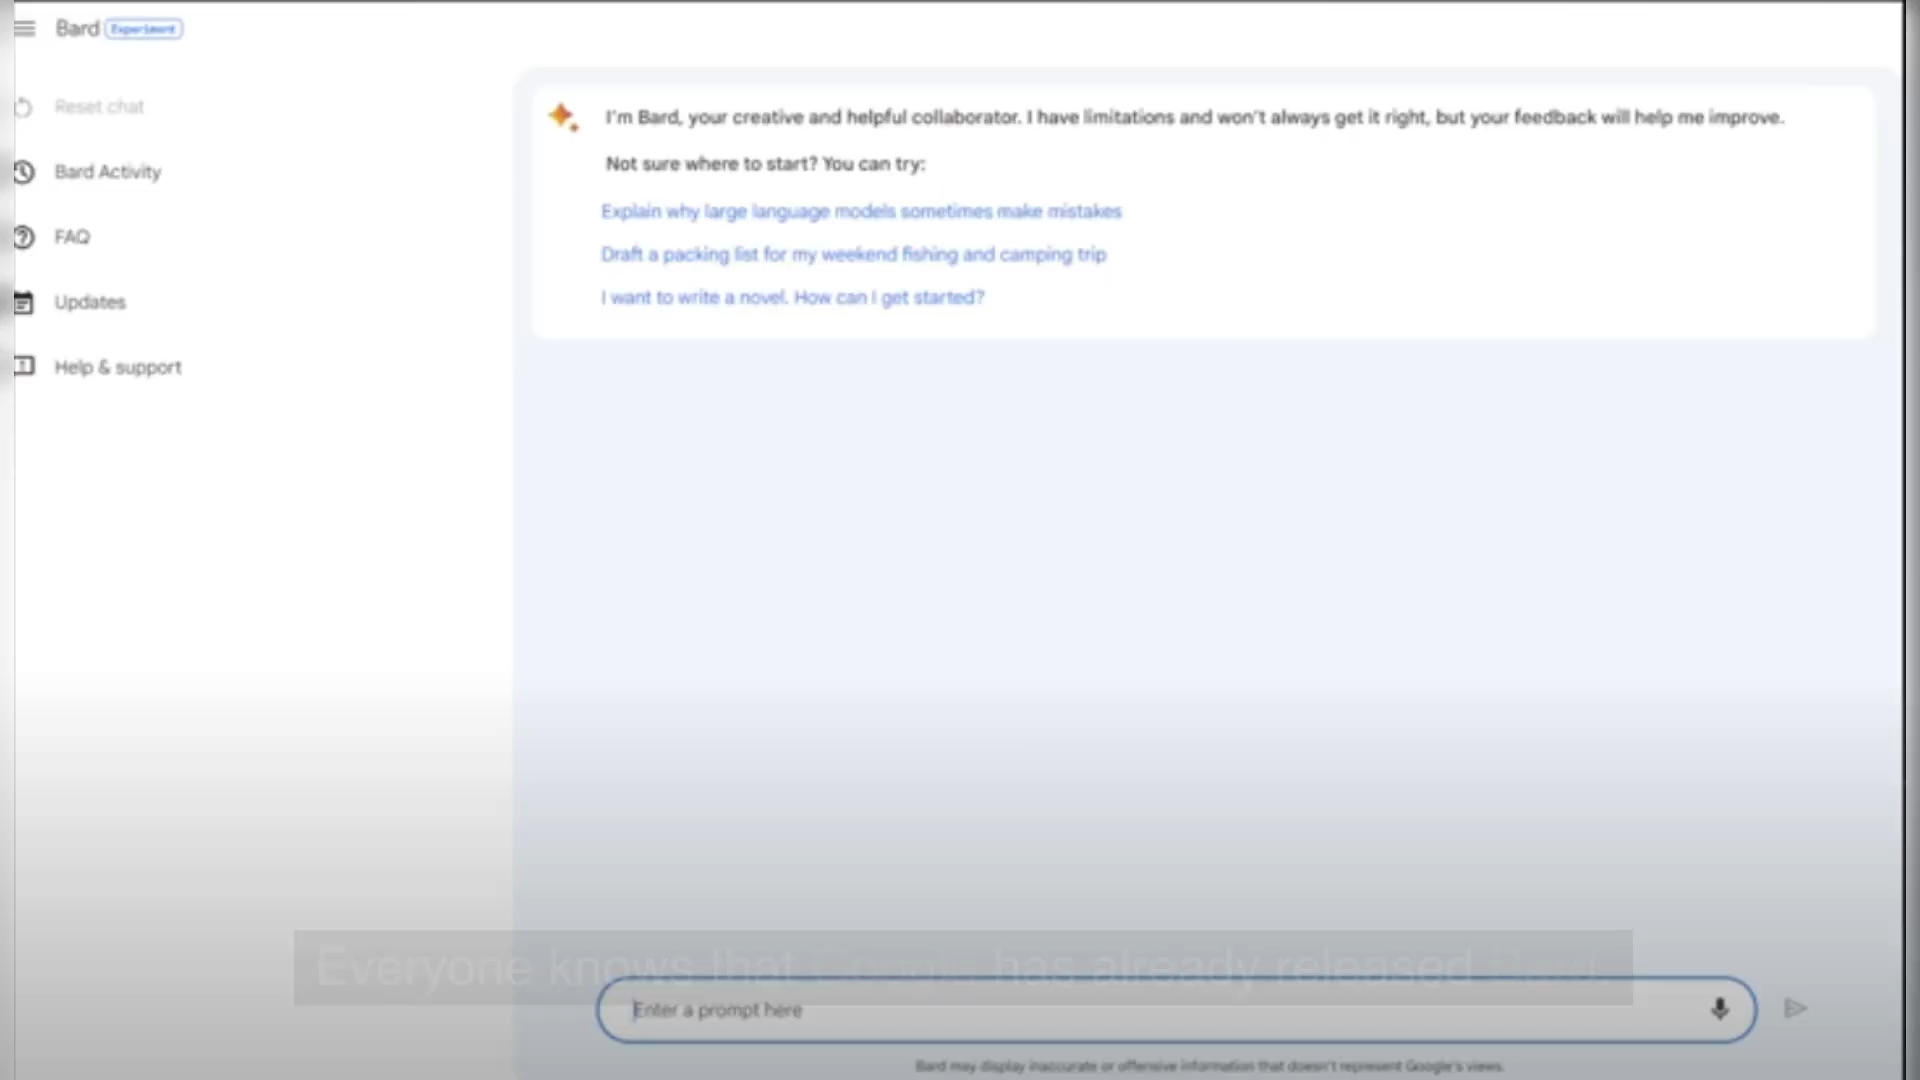 Bard Experiment
Reset chat
Bard Activity
FAQ
Updates
Help & support
I'm Bard, your creative and helpful collaborator. I have limitations and won't always get it right, but your feedback will help me improve.
Not sure where to start? You can try:
Explain why large language models sometimes make mistakes
Draft a packing list for my weekend fishing and camping trip
I want to write a novel. How can I get started?
Everyone knows that Google has already released
Enter a prompt here
Bard may display inaccurate or offensive information that doesn't represent Google's views.